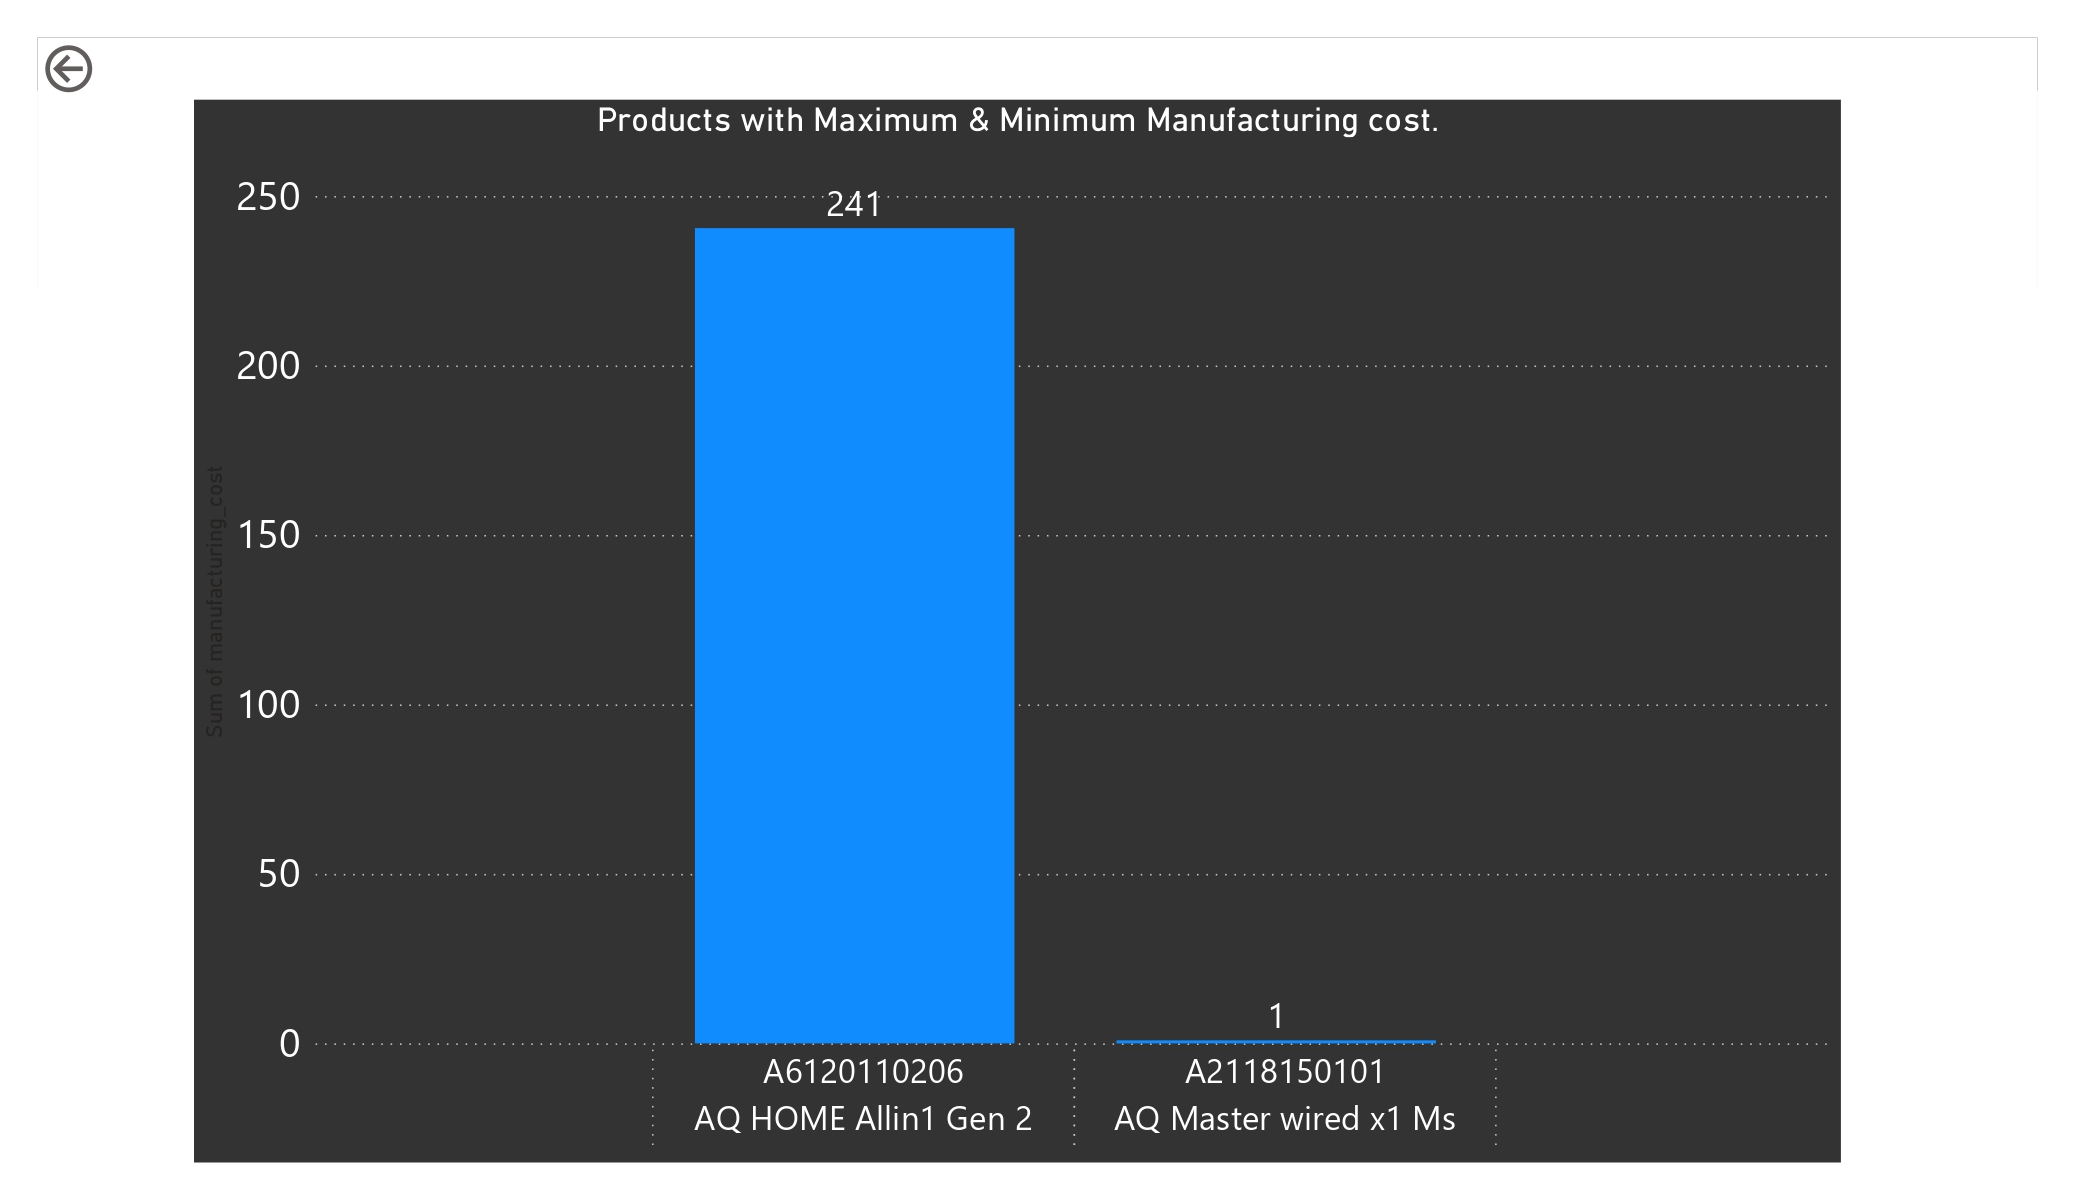 Products with Maximum & Minimum Manufacturing cost.
250
200
150
100
50
0
Sum of manufacturing_cost
241
1
A6120110206
A2118150101
AQ HOME Allin1 Gen 2
AQ Master wired x1 Ms